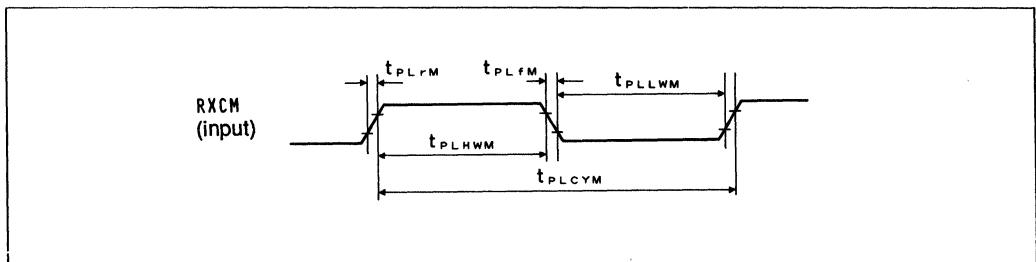 tPLrM tPLfM tPLLWM
RXCM
(input)
tPLHWM
tPLCYM